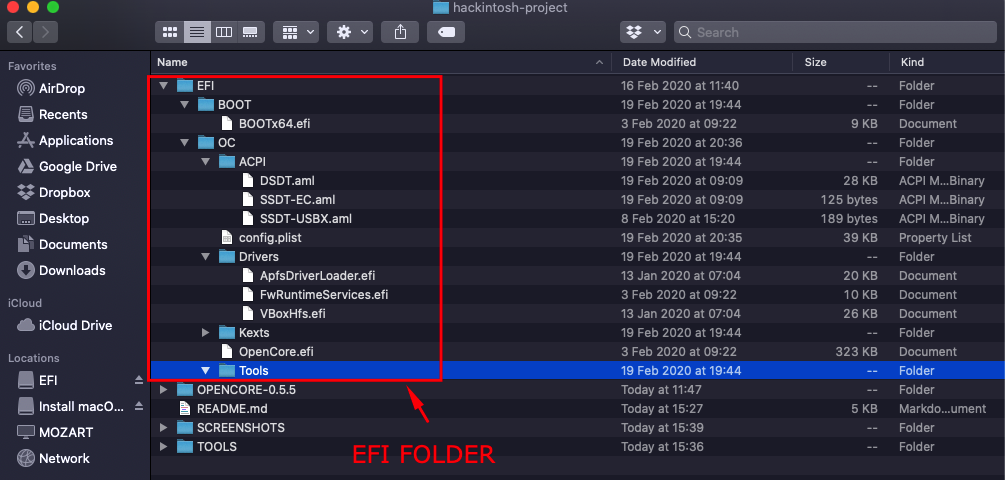 hackintosh-project
Search
Favorites
AirDrop
Recents
Applications
Google Drive
Dropbox
Desktop
Documents
Downloads
iCloud
iCloud Drive
Locations
EFI
Install macO...
MOZART
Network
Name Date Modified Size Kind
EFI 16 Feb 2020 at 11:40 -- Folder
BOOT 19 Feb 2020 at 19:44 -- Folder
BOOTx64.efi 3 Feb 2020 at 09:22 9 KB Document
OC 19 Feb 2020 at 20:36 -- Folder
ACPI 19 Feb 2020 at 19:44 -- Folder
DSDT.aml 19 Feb 2020 at 09:09 28 KB ACPI M...Binary
SSDT-EC.aml 19 Feb 2020 at 09:09 125 bytes ACPI M...Binary
SSDT-USBX.aml 8 Feb 2020 at 15:20 189 bytes ACPI M...Binary
config.plist 19 Feb 2020 at 20:35 39 KB Property List
Drivers 19 Feb 2020 at 19:44 -- Folder
ApfsDriverLoader.efi 13 Jan 2020 at 07:04 20 KB Document
FwRuntimeServices.efi 3 Feb 2020 at 09:22 10 KB Document
VBoxHfs.efi 13 Jan 2020 at 07:04 26 KB Document
Kexts 19 Feb 2020 at 19:44 -- Folder
OpenCore.efi 3 Feb 2020 at 09:22 323 KB Document
Tools 19 Feb 2020 at 19:44 -- Folder
OPENCORE-0.5.5 Today at 11:47 -- Folder
README.md Today at 15:27 5 KB Markdo...ument
SCREENSHOTS Today at 15:39 -- Folder
TOOLS Today at 15:36 -- Folder
EFI FOLDER